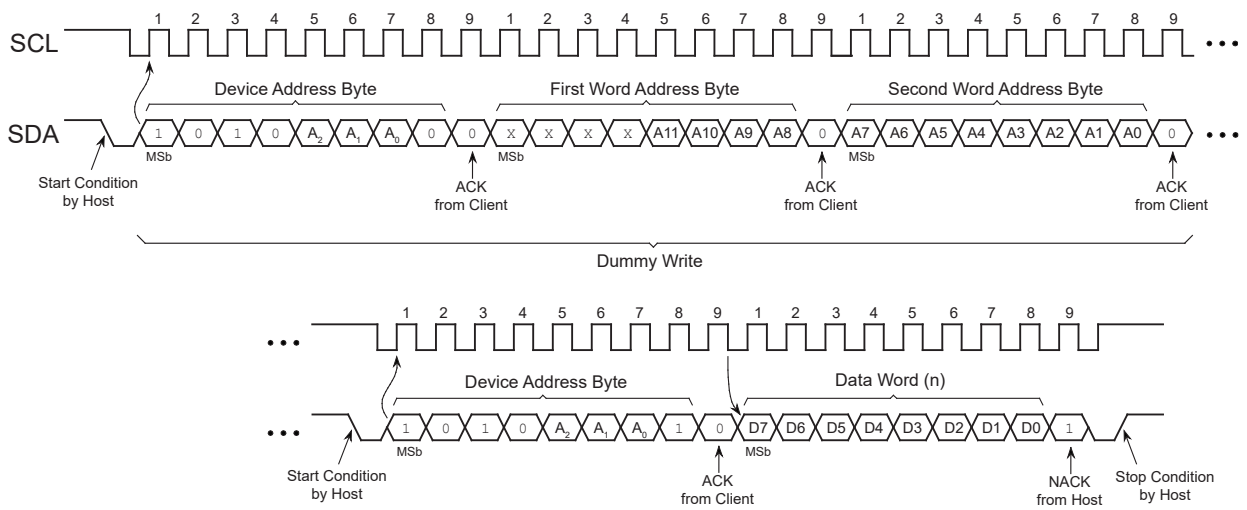 1 2 3 4 5 6 7 8 9 1 2 3 4 5 6 7 8 9 1 2 3 4 5 6 7 8 9
SCL
Device Address Byte First Word Address Byte Second Word Address Byte
SDA 1 0 1 0 A2 A1 A0 0 0 X X X X A11 A10 A9 A8 0 A7 A6 A5 A4 A3 A2 A1 A0 0
MSb MSb MSb
Start Condition
by Host
ACK
from Client
ACK
from Client
ACK
from Client
Dummy Write
1 2 3 4 5 6 7 8 9 1 2 3 4 5 6 7 8 9
Device Address Byte Data Word (n)
1 0 1 0 A2 A1 A0 1 0 D7 D6 D5 D4 D3 D2 D1 D0 1
MSb MSb
Start Condition
by Host
ACK
from Client
NACK
from Host
Stop Condition
by Host